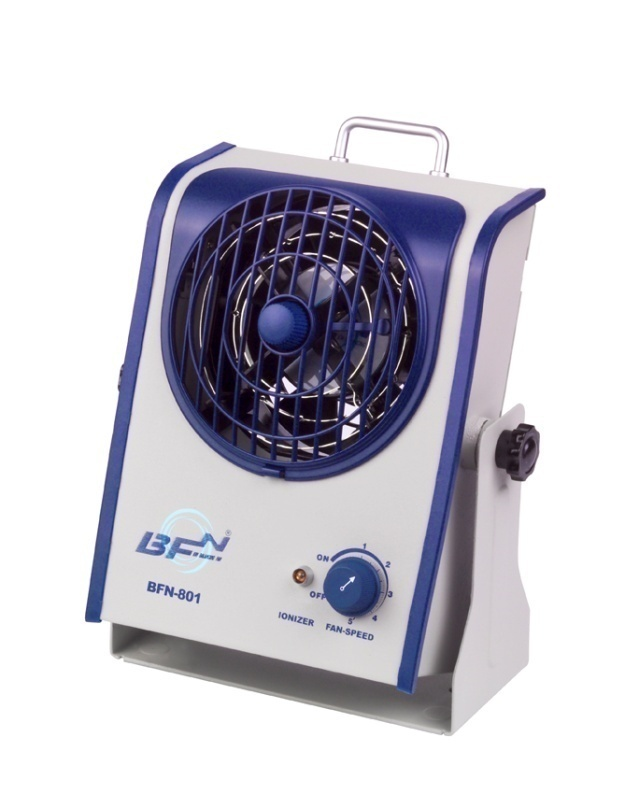 BFN®
BFN-801
ON
1
2
3
4
5
OFF
IONIZER
FAN-SPEED